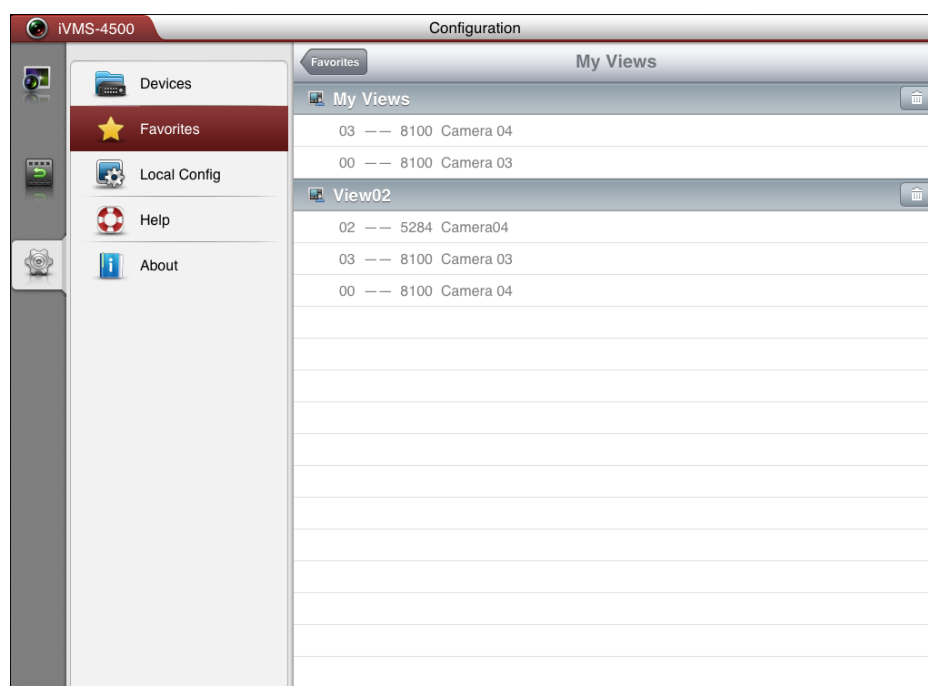 iVMS-4500
Configuration
Devices
Favorites
Local Config
Help
About
Favorites
My Views
My Views
03 —— 8100 Camera 04
00 —— 8100 Camera 03
View02
02 —— 5284 Camera04
03 —— 8100 Camera 03
00 —— 8100 Camera 04